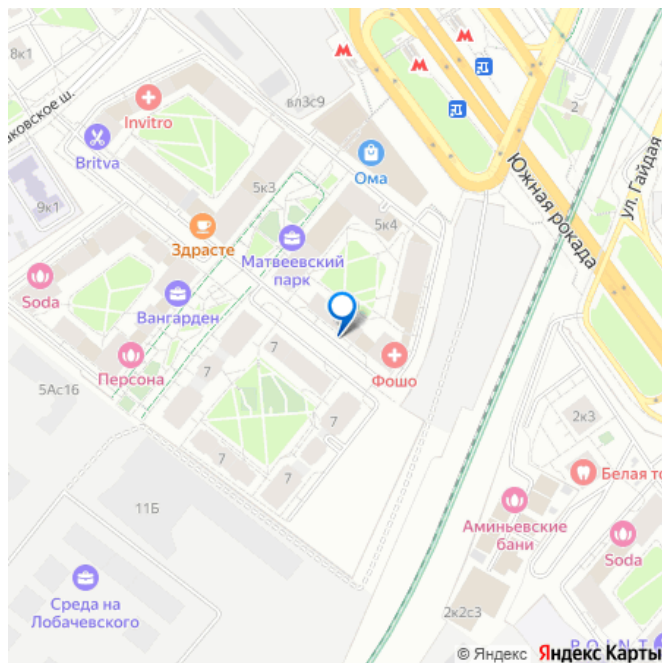 8к1
вл3с9
2
Invitro
аковское ш.
Britva
Ома
Южная рокада
ул. Гайдая
5к3
9к1
5к4
Здрасте
Матвеевский
парк
Soda
Вангарден
7
Персона
Фошо
5Ас16
7
7
7
7
2к3
11Б
Белая то
Аминьевские
бани
Soda
Среда на
Лобачевского
2к2с3
POINT
© Яндекс Яндекс Карты